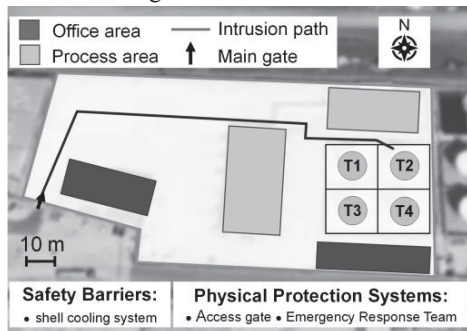 Office area
Intrusion path
Process area
Main gate
N
T1
T2
T3
T4
10 m
Safety Barriers:
• shell cooling system
Physical Protection Systems:
• Access gate • Emergency Response Team